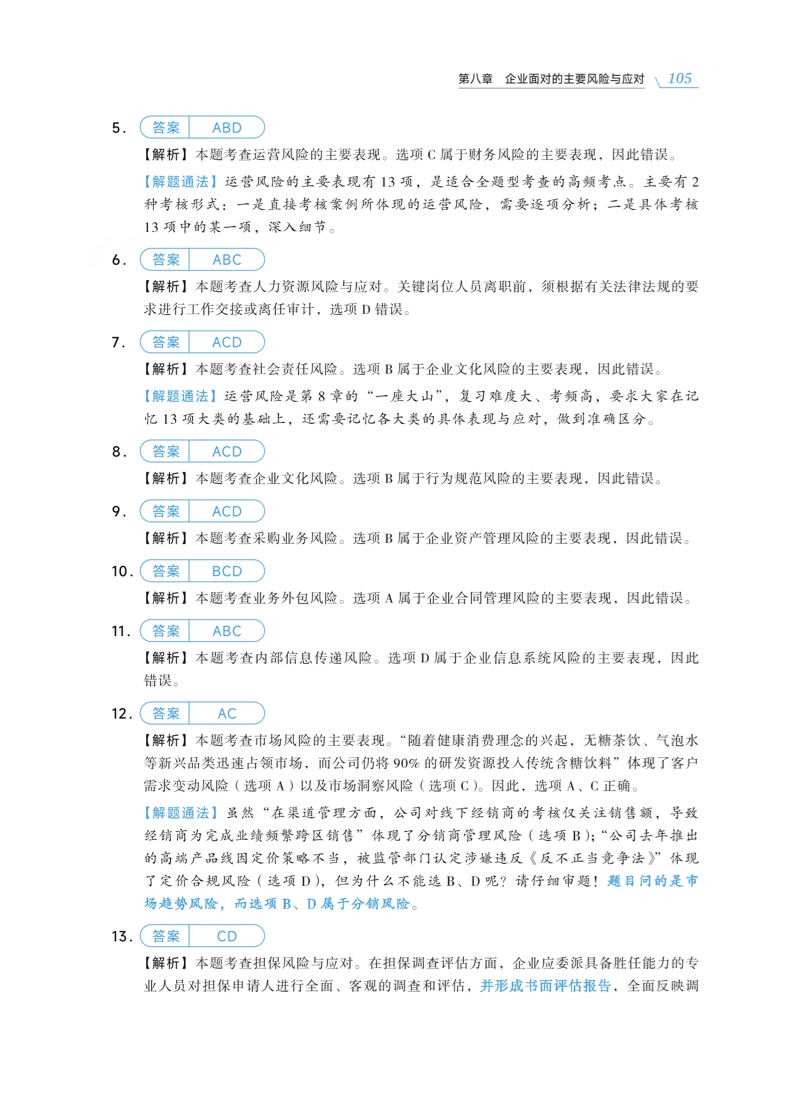 第八章 企业面对的主要风险与应对 105
5. 答案 ABD
【解析】本题考查运营风险的主要表现。选项 C 属于财务风险的主要表现，因此错误。
【解题通法】运营风险的主要表现有 13 项，是适合全题型考查的高频考点。主要有 2
种考核形式：一是直接考核案例所体现的运营风险，需要逐项分析；二是具体考核
13 项中的某一项，深入细节。
6. 答案 ABC
【解析】本题考查人力资源风险与应对。关键岗位人员离职前，须根据有关法律法规的要
求进行工作交接或离任审计，选项 D 错误。
7. 答案 ACD
【解析】本题考查社会责任风险。选项 B 属于企业文化风险的主要表现，因此错误。
【解题通法】运营风险是第 8 章的“一座大山”，复习难度大、考频高，要求大家在记
忆 13 项大类的基础上，还需要记忆各大类的具体表现与应对，做到准确区分。
8. 答案 ACD
【解析】本题考查企业文化风险。选项 B 属于行为规范风险的主要表现，因此错误。
9. 答案 ACD
【解析】本题考查采购业务风险。选项 B 属于企业资产管理风险的主要表现，因此错误。
10. 答案 BCD
【解析】本题考查业务外包风险。选项 A 属于企业合同管理风险的主要表现，因此错误。
11. 答案 ABC
【解析】本题考查内部信息传递风险。选项 D 属于企业信息系统风险的主要表现，因此
错误。
12. 答案 AC
【解析】本题考查市场风险的主要表现。“随着健康消费理念的兴起，无糖茶饮、气泡水
等新兴品类迅速占领市场，而公司仍将 90% 的研发资源投入传统含糖饮料”体现了客户
需求变动风险（选项 A）以及市场洞察风险（选项 C）。因此，选项 A、C 正确。
【解题通法】虽然“在渠道管理方面，公司对线下经销商的考核仅关注销售额，导致
经销商为完成业绩频繁跨区销售”体现了分销商管理风险（选项 B）；“公司去年推出
的高端产品线因定价策略不当，被监管部门认定涉嫌违反《反不正当竞争法》”体现
了定价合规风险（选项 D），但为什么不能选 B、D 呢？请仔细审题！题目问的是市
场趋势风险，而选项 B、D 属于分销风险。
13. 答案 CD
【解析】本题考查担保风险与应对。在担保调查评估方面，企业应委派具备胜任能力的专
业人员对担保申请人进行全面、客观的调查和评估，并形成书面评估报告，全面反映调